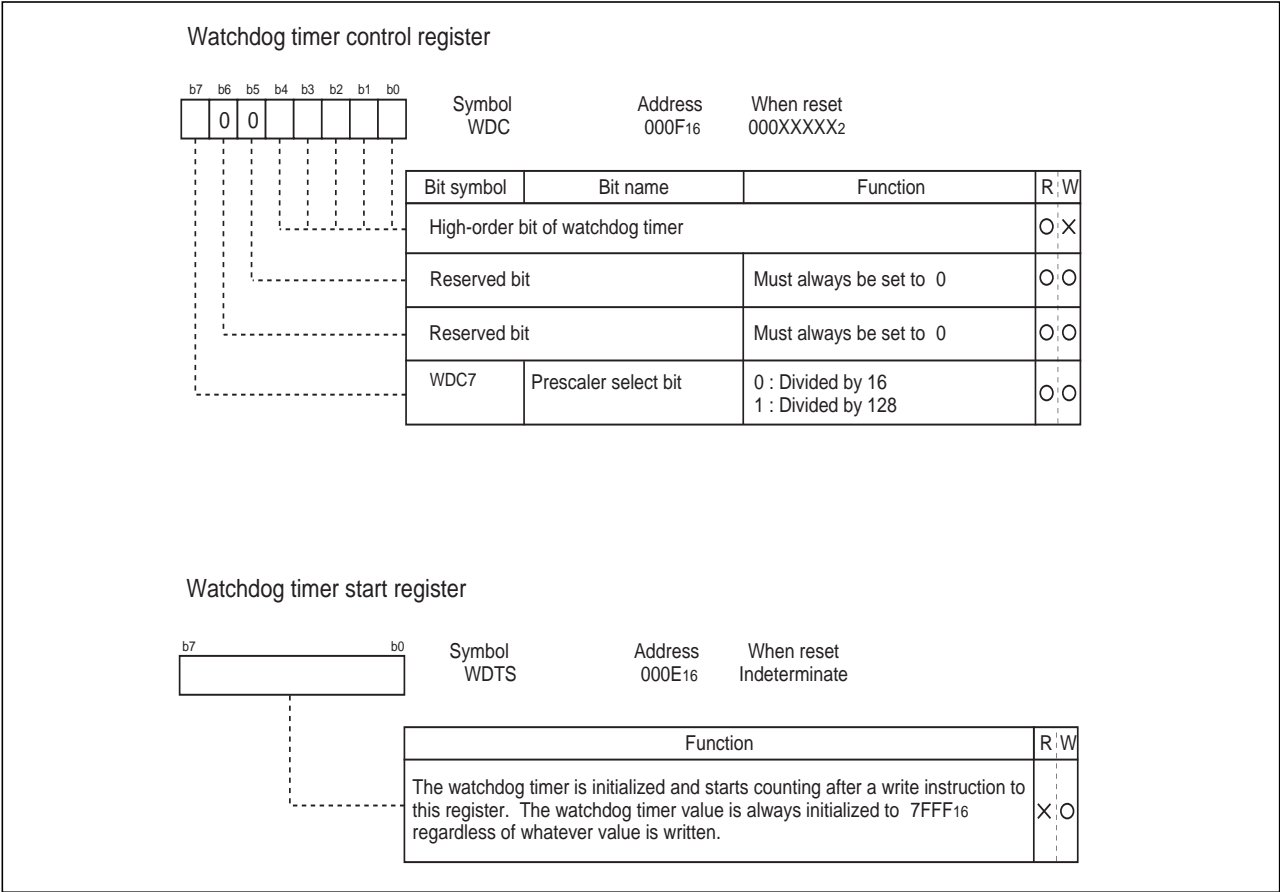 Watchdog timer control register
b7 b6 b5 b4 b3 b2 b1 b0
0 0
Symbol Address When reset
WDC 000F16 000XXXXX2
Bit symbol Bit name Function R W
High-order bit of watchdog timer O X
Reserved bit Must always be set to 0 O O
Reserved bit Must always be set to 0 O O
WDC7 Prescaler select bit 0 : Divided by 16
1 : Divided by 128 O O
Watchdog timer start register
b7 b0
Symbol Address When reset
WDTS 000E16 Indeterminate
Function R W
The watchdog timer is initialized and starts counting after a write instruction to
this register. The watchdog timer value is always initialized to 7FFF16 X O
regardless of whatever value is written.